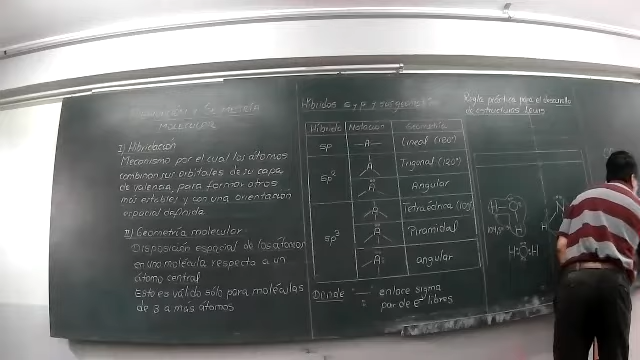 Hibridación y Geometría
Molecular
I) Hibridación
Mecanismo por el cual los átomos
combinan sus orbitales de su capa
de valencia, para formar otros
más estables y con una orientación
espacial definida
II) Geometría molecular
Disposición espacial de los átomos
en una molécula respecto a un
átomo central
Esto es válido sólo para moléculas
de 3 a más átomos
Híbridos s y p y su geometría
Híbrido Notación Geometría
sp —A— Lineal (180°)
sp² A Trigonal (120°)
A Angular
sp³ A Tetraédrica (109°)
A Piramidal
A angular
Donde "—" enlace sigma
: par de e⁻ libres
Regla práctica para el desarrollo
de estructuras Lewis
H O H